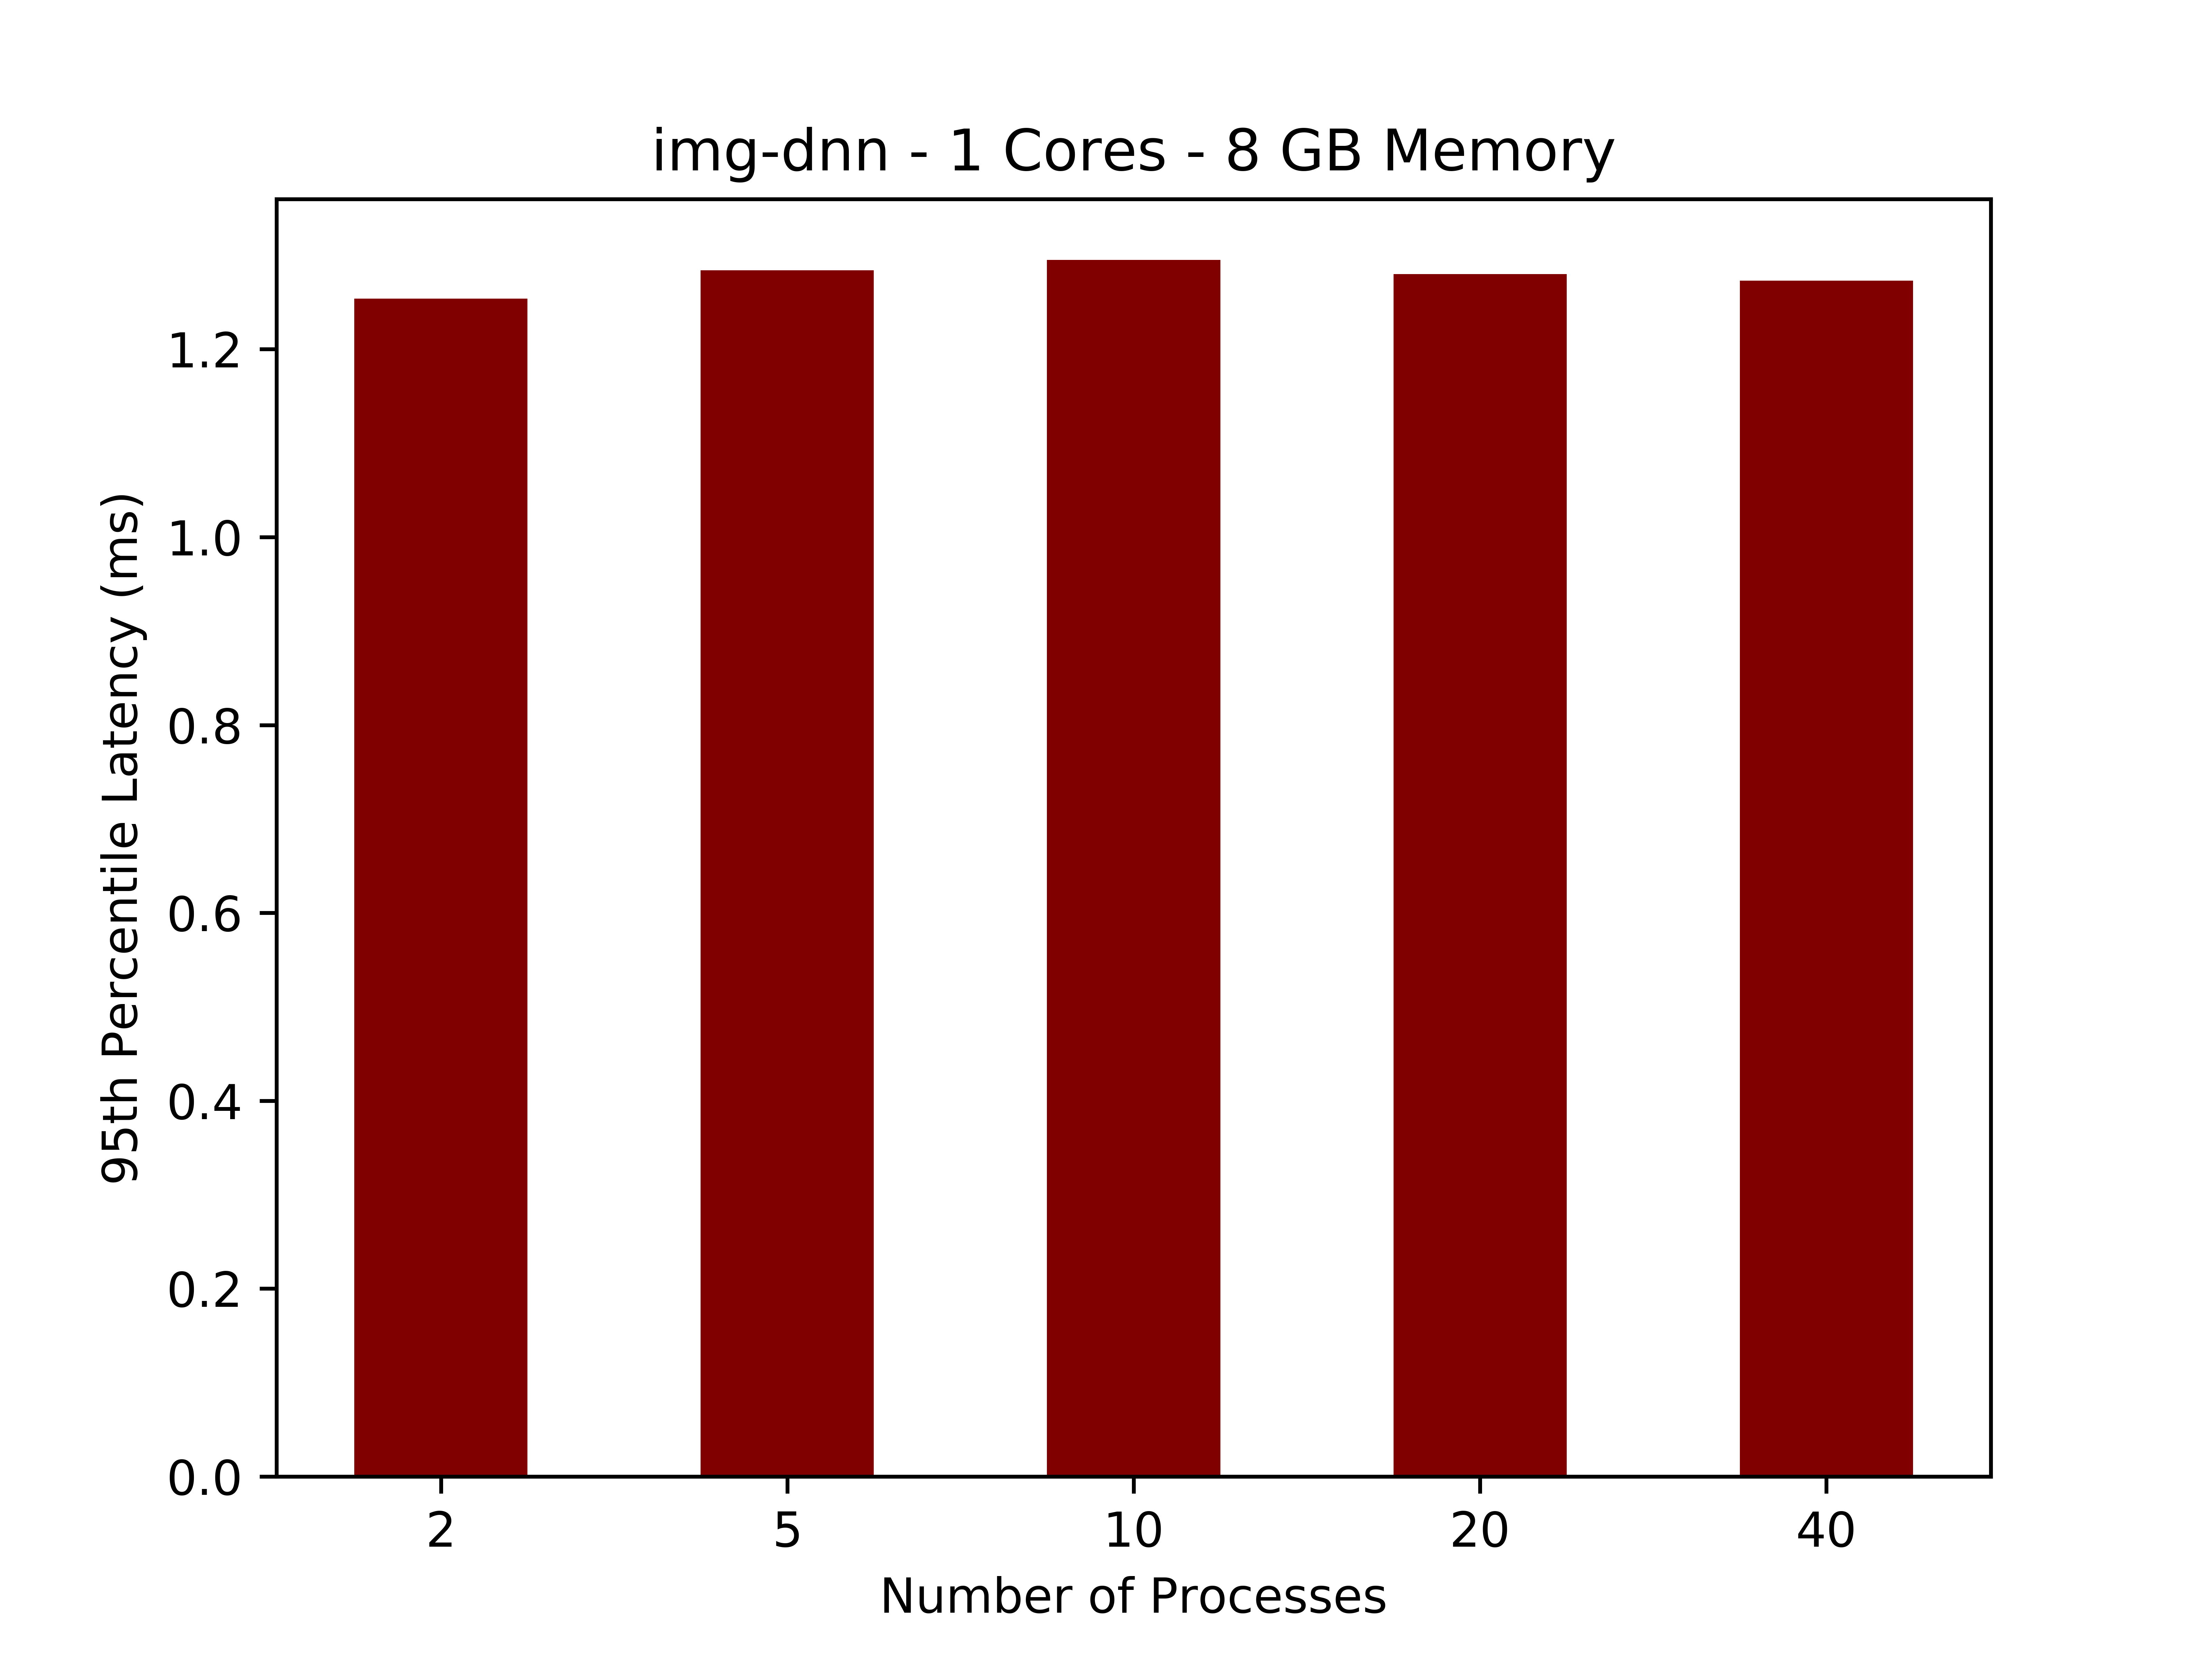 img-dnn - 1 Cores - 8 GB Memory
95th Percentile Latency (ms)
1.2
1.0
0.8
0.6
0.4
0.2
0.0
2 5 10 20 40
Number of Processes